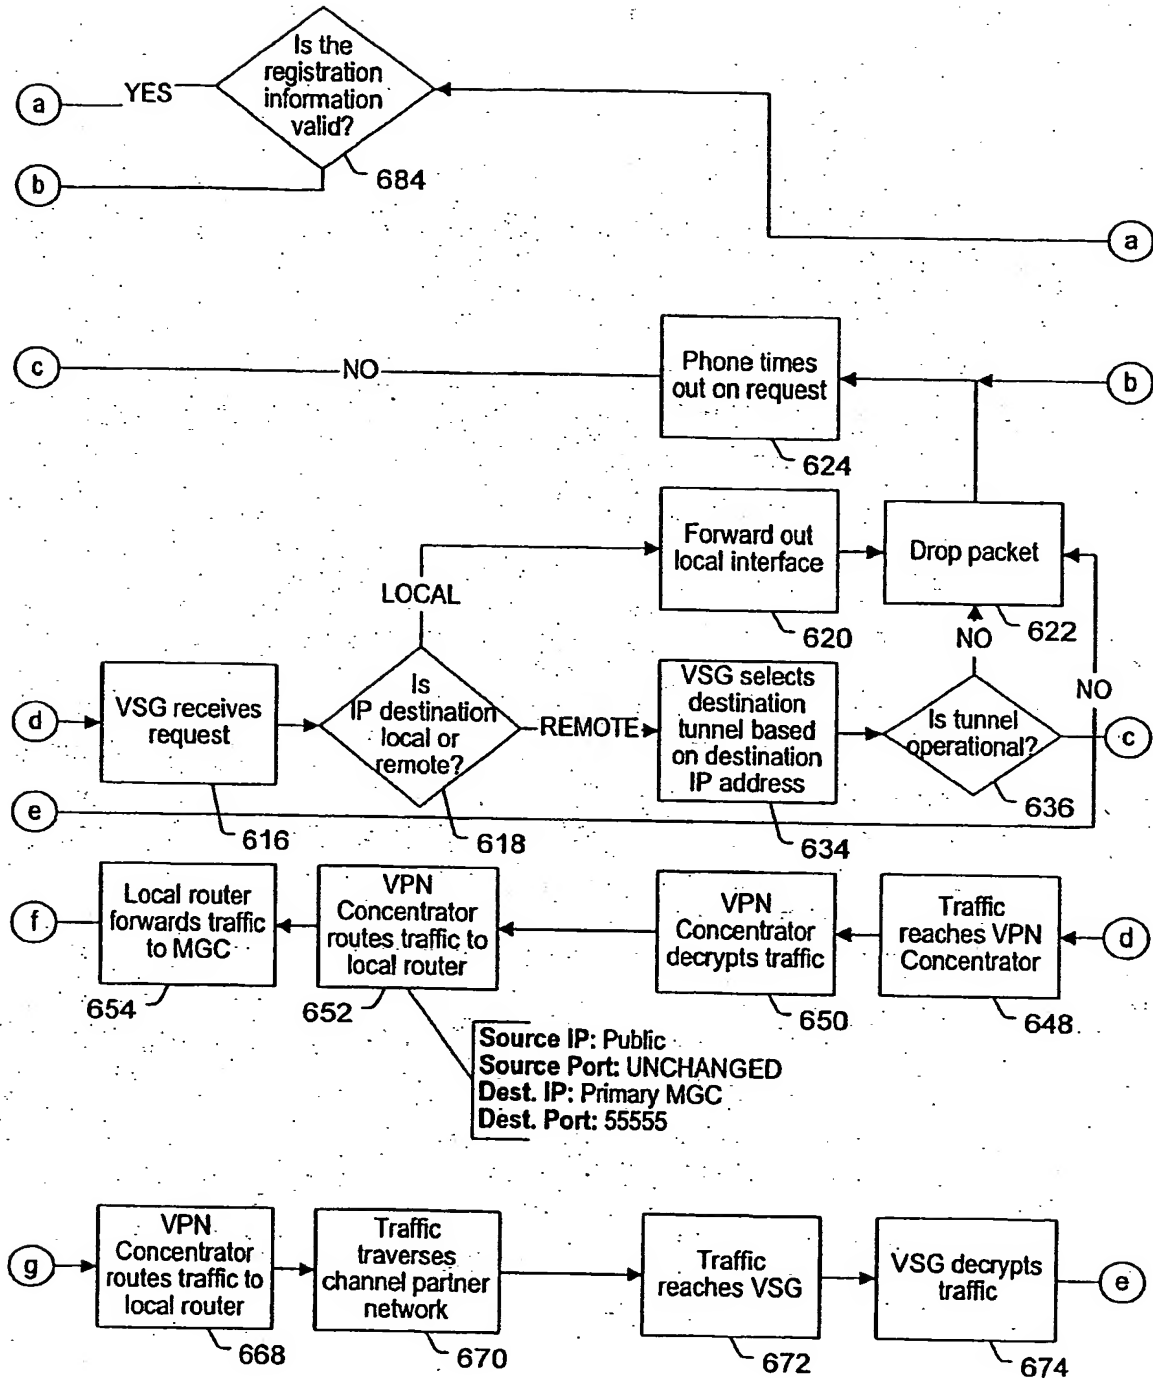 Is the
registration
information
valid?
YES
a
684
b
a
c
NO
Phone times
out on request
b
624
Forward out
local interface
Drop packet
LOCAL
620
NO
622
d
VSG receives
request
Is
IP destination
local or
remote?
REMOTE
VSG selects
destination
tunnel based
on destination
IP address
Is tunnel
operational?
NO
c
636
e
616
618
634
f
Local router
forwards traffic
to MGC
VPN
Concentrator
routes traffic to
local router
VPN
Concentrator
decrypts traffic
Traffic
reaches VPN
Concentrator
d
654
652
650
648
Source IP: Public
Source Port: UNCHANGED
Dest. IP: Primary MGC
Dest. Port: 55555
g
VPN
Concentrator
routes traffic to
local router
Traffic
traverses
channel partner
network
Traffic
reaches VSG
VSG decrypts
traffic
e
668
670
672
674